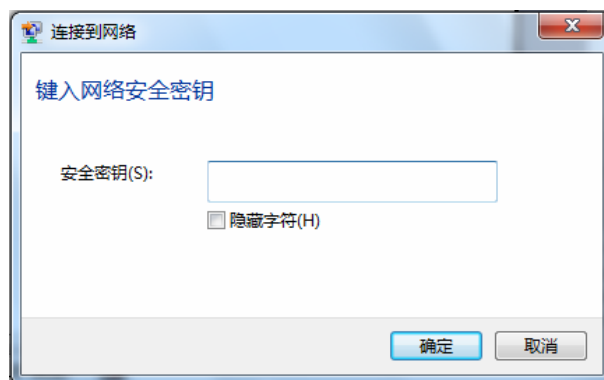 连接到网络
键入网络安全密钥
安全密钥(S):
隐藏字符(H)
确定
取消